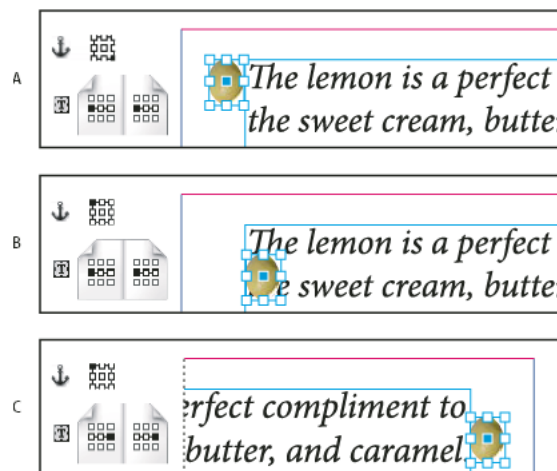 A
The lemon is a perfect
the sweet cream, butte
B
The lemon is a perfect
e sweet cream, butte
C
rfect compliment to
butter, and caramel